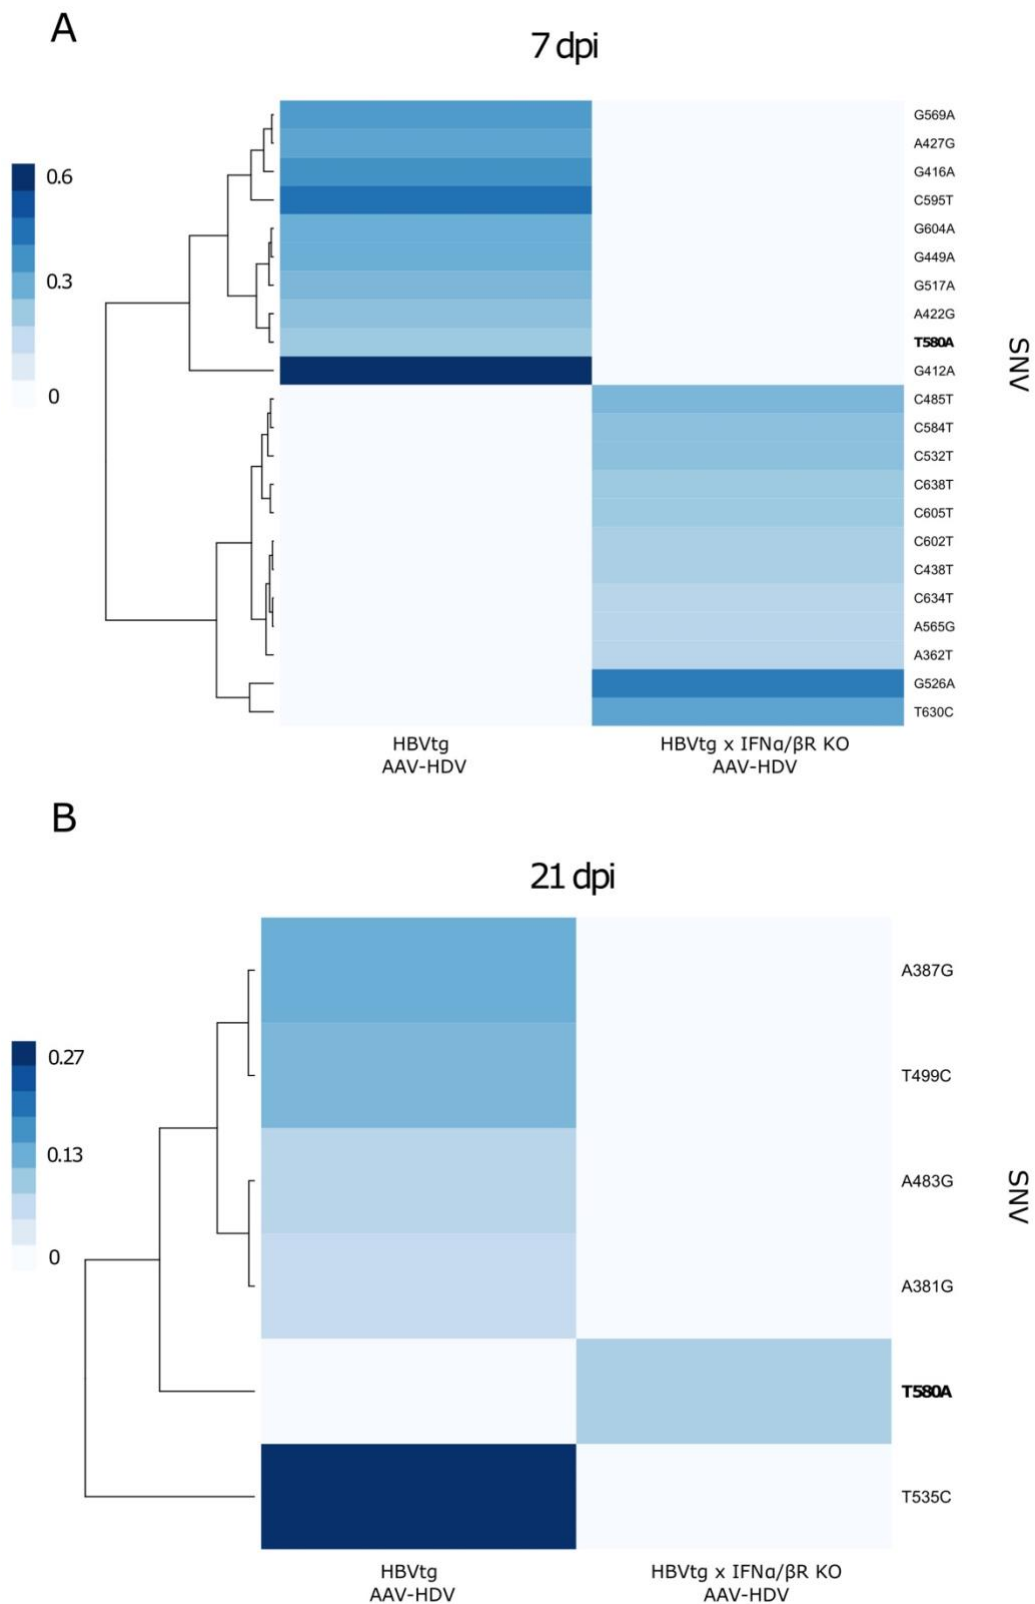 A
7 dpi
0.6
0.3
0
G569A
A427G
G416A
C595T
G604A
G449A
G517A
A422G
T580A
G412A
C485T
C584T
C532T
C638T
C605T
C602T
C438T
C634T
A565G
A362T
G526A
T630C
SNV
HBVtg
AAV-HDV
HBVtg x IFNα/βR KO
AAV-HDV
B
21 dpi
0.27
0.13
0
A387G
T499C
A483G
A381G
T580A
T535C
SNV
HBVtg
AAV-HDV
HBVtg x IFNα/βR KO
AAV-HDV